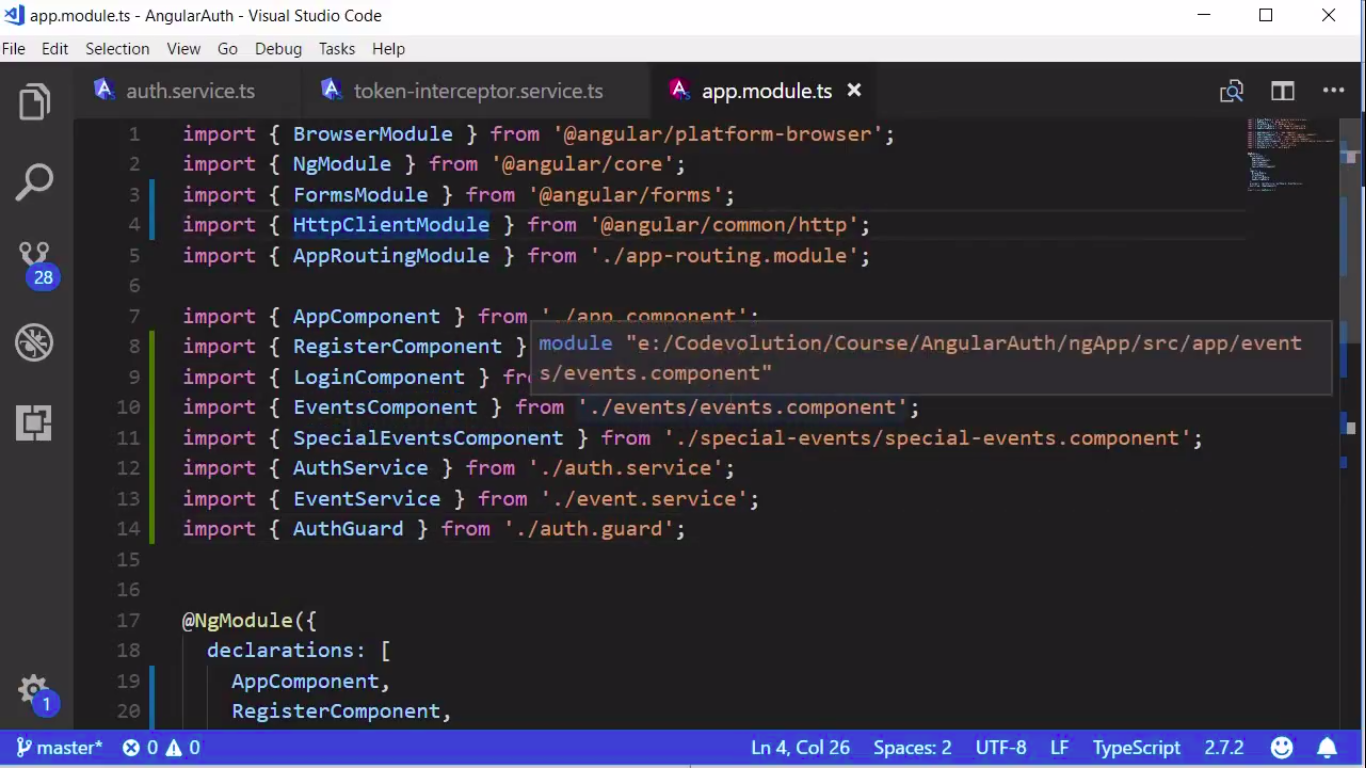 app.module.ts - AngularAuth - Visual Studio Code
File Edit Selection View Go Debug Tasks Help
auth.service.ts token-interceptor.service.ts app.module.ts
1 import { BrowserModule } from '@angular/platform-browser';
2 import { NgModule } from '@angular/core';
3 import { FormsModule } from '@angular/forms';
4 import { HttpClientModule } from '@angular/common/http';
5 import { AppRoutingModule } from './app-routing.module';
6
7 import { AppComponent } from './app.component';
8 import { RegisterComponent }
module "e:/Codevolution/Course/AngularAuth/ngApp/src/app/event
9 import { LoginComponent } fro
s/events.component"
10 import { EventsComponent } from './events/events.component';
11 import { SpecialEventsComponent } from './special-events/special-events.component';
12 import { AuthService } from './auth.service';
13 import { EventService } from './event.service';
14 import { AuthGuard } from './auth.guard';
15
16
17 @NgModule({
18 declarations: [
19 AppComponent,
20 RegisterComponent,
28
1
master* 0 0 Ln 4, Col 26 Spaces: 2 UTF-8 LF TypeScript 2.7.2